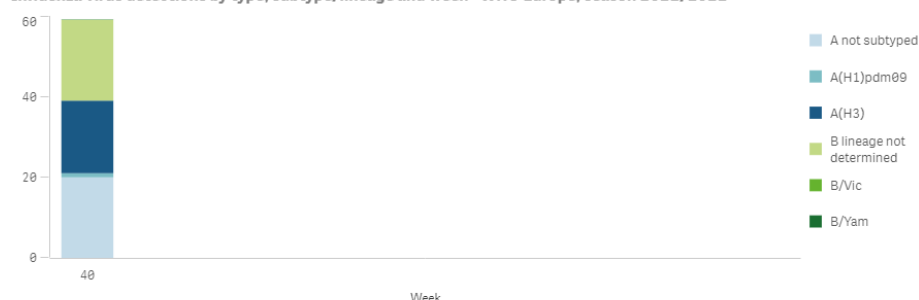 60
A not subtyped
A(H1)pdm09
40
A(H3)
B lineage not
determined
20
B/Vic
B/Yam
0
40
Week